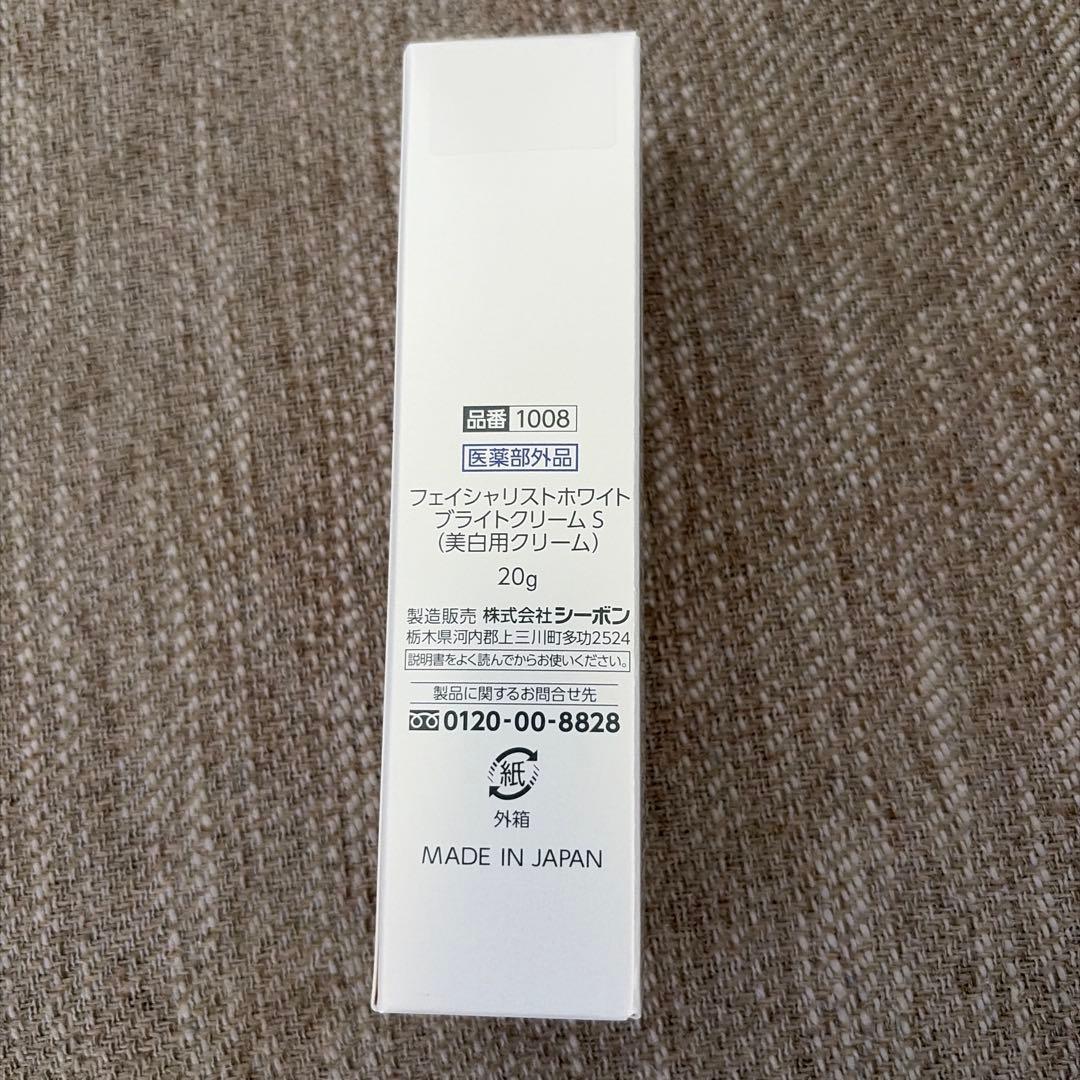 品番 1008
医薬部外品
フェイシャリストホワイト
ブライトクリーム S
(美白用クリーム)
20g
製造販売 株式会社シーボン
栃木県河内郡上三川町多功2524
説明書をよく読んでからお使いください。
製品に関するお問合せ先
0120-00-8828
紙
外箱
MADE IN JAPAN